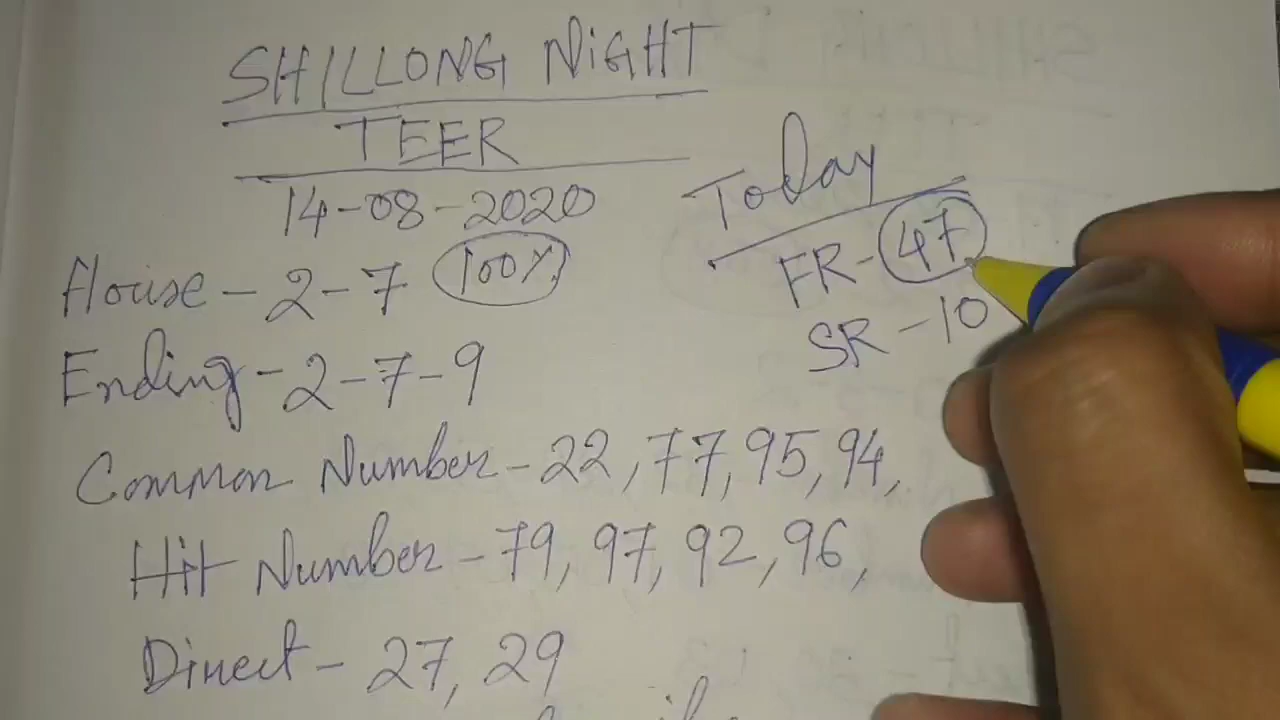 SHILLONG NIGHT
TEER
14-08-2020
House - 2-7 100%
Ending - 2-7-9
Common Number - 22, 77, 95, 94,
Hit Number - 79, 97, 92, 96,
Direct - 27, 29
Today
FR - 47
SR - 10